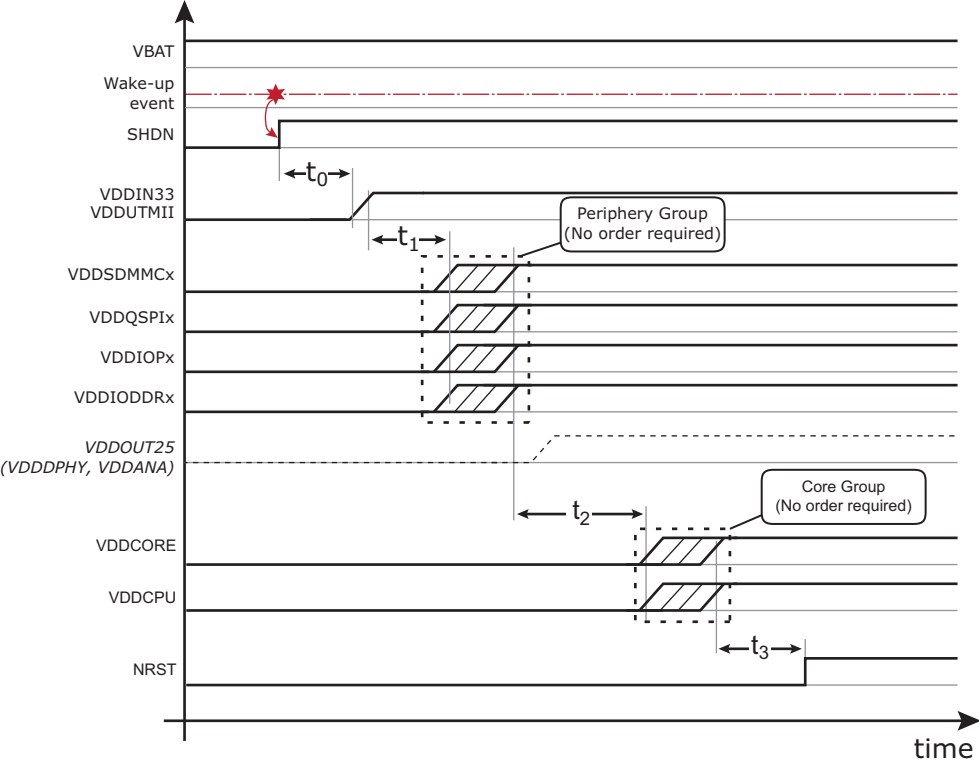 VBAT
Wake-up
event
SHDN
t0
VDDIN33
VDDUTMII
Periphery Group
(No order required)
t1
VDDSDMMCx
VDDQSPIx
VDDIOPx
VDDIODDRx
VDDOUT25
(VDDDPHY, VDDANA)
Core Group
(No order required)
t2
VDDCORE
VDDCPU
t3
NRST
time